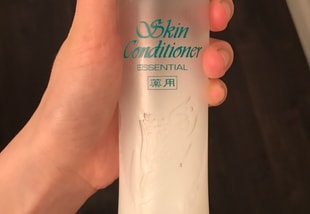 Skin
Conditioner
ESSENTIAL
薬用